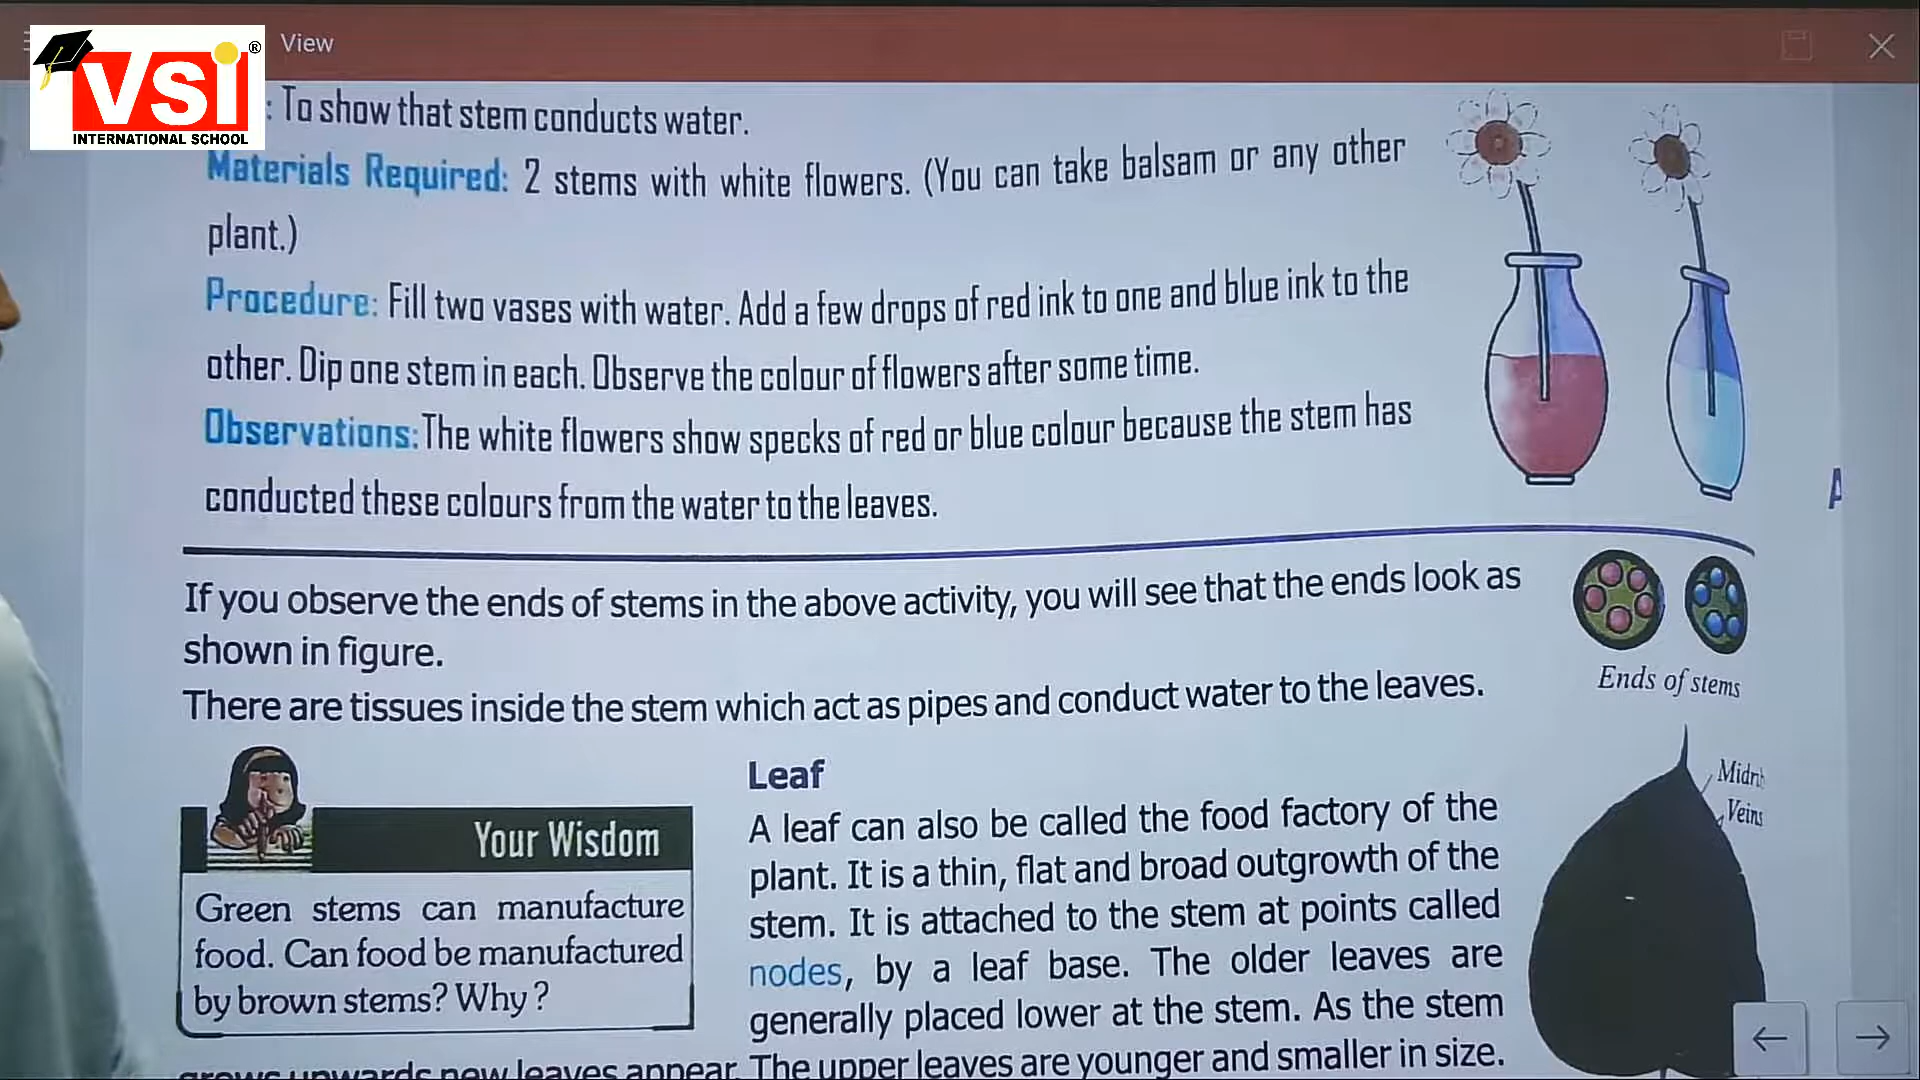 View
VSI ®
INTERNATIONAL SCHOOL
: To show that stem conducts water.
Materials Required: 2 stems with white flowers. (You can take balsam or any other
plant.)
Procedure: Fill two vases with water. Add a few drops of red ink to one and blue ink to the
other. Dip one stem in each. Observe the colour of flowers after some time.
Observations: The white flowers show specks of red or blue colour because the stem has
conducted these colours from the water to the leaves.
A
If you observe the ends of stems in the above activity, you will see that the ends look as
shown in figure.
Ends of stems
There are tissues inside the stem which act as pipes and conduct water to the leaves.
Your Wisdom
Green stems can manufacture
food. Can food be manufactured
by brown stems? Why?
Leaf
A leaf can also be called the food factory of the
plant. It is a thin, flat and broad outgrowth of the
stem. It is attached to the stem at points called
nodes, by a leaf base. The older leaves are
generally placed lower at the stem. As the stem
grows upwards new leaves appear. The upper leaves are younger and smaller in size.
Midrib
Veins